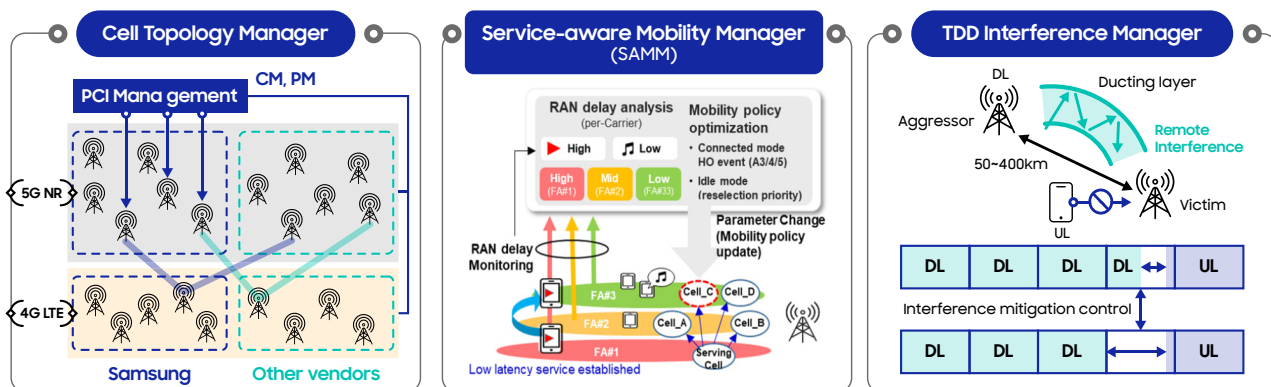 Cell Topology Manager
CM, PM
PCI Mana gement
5G NR
4G LTE
Samsung
Other vendors
Service-aware Mobility Manager
(SAMM)
RAN delay analysis
(per-Carrier)
High
Low
High
(FA#1)
Mid
(FA#2)
Low
(FA#33)
Mobility policy
optimization
• Connected mode
HO event (A3/4/5)
• Idle mode
(reselection priority)
Parameter Change
(Mobility policy
update)
RAN delay
Monitoring
FA#3
Cell_C
Cell_D
FA#2
Cell_A
Cell_B
FA#1
Serving
Cell
Low latency service established
TDD Interference Manager
DL
Ducting layer
Aggressor
Remote
Interference
50~400km
Victim
UL
DL
DL
DL
DL
UL
Interference mitigation control
DL
DL
DL
UL